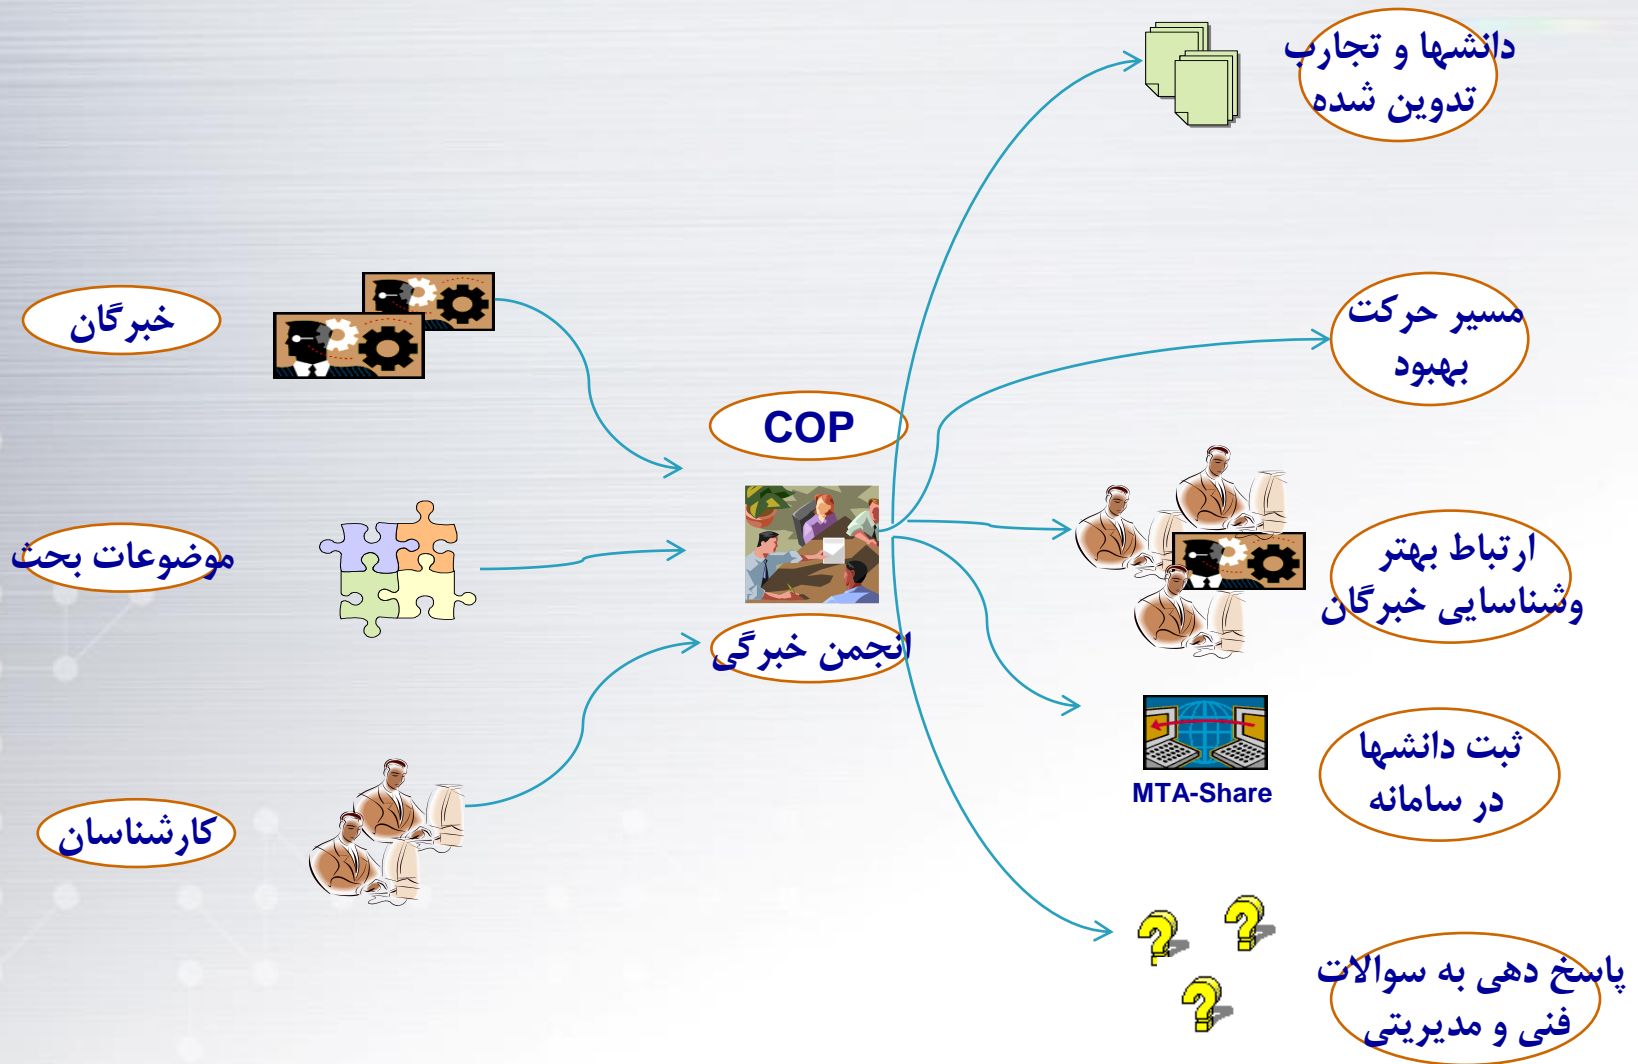 دانشها و تجارب
تدوین شده
خبرگان
مسیر حرکت
بهبود
COP
موضوعات بحث
ارتباط بهتر
وشناسایی خبرگان
انجمن خبرگی
ثبت دانشها
در سامانه
MTA-Share
کارشناسان
پاسخ دهی به سوالات
فنی و مدیریتی